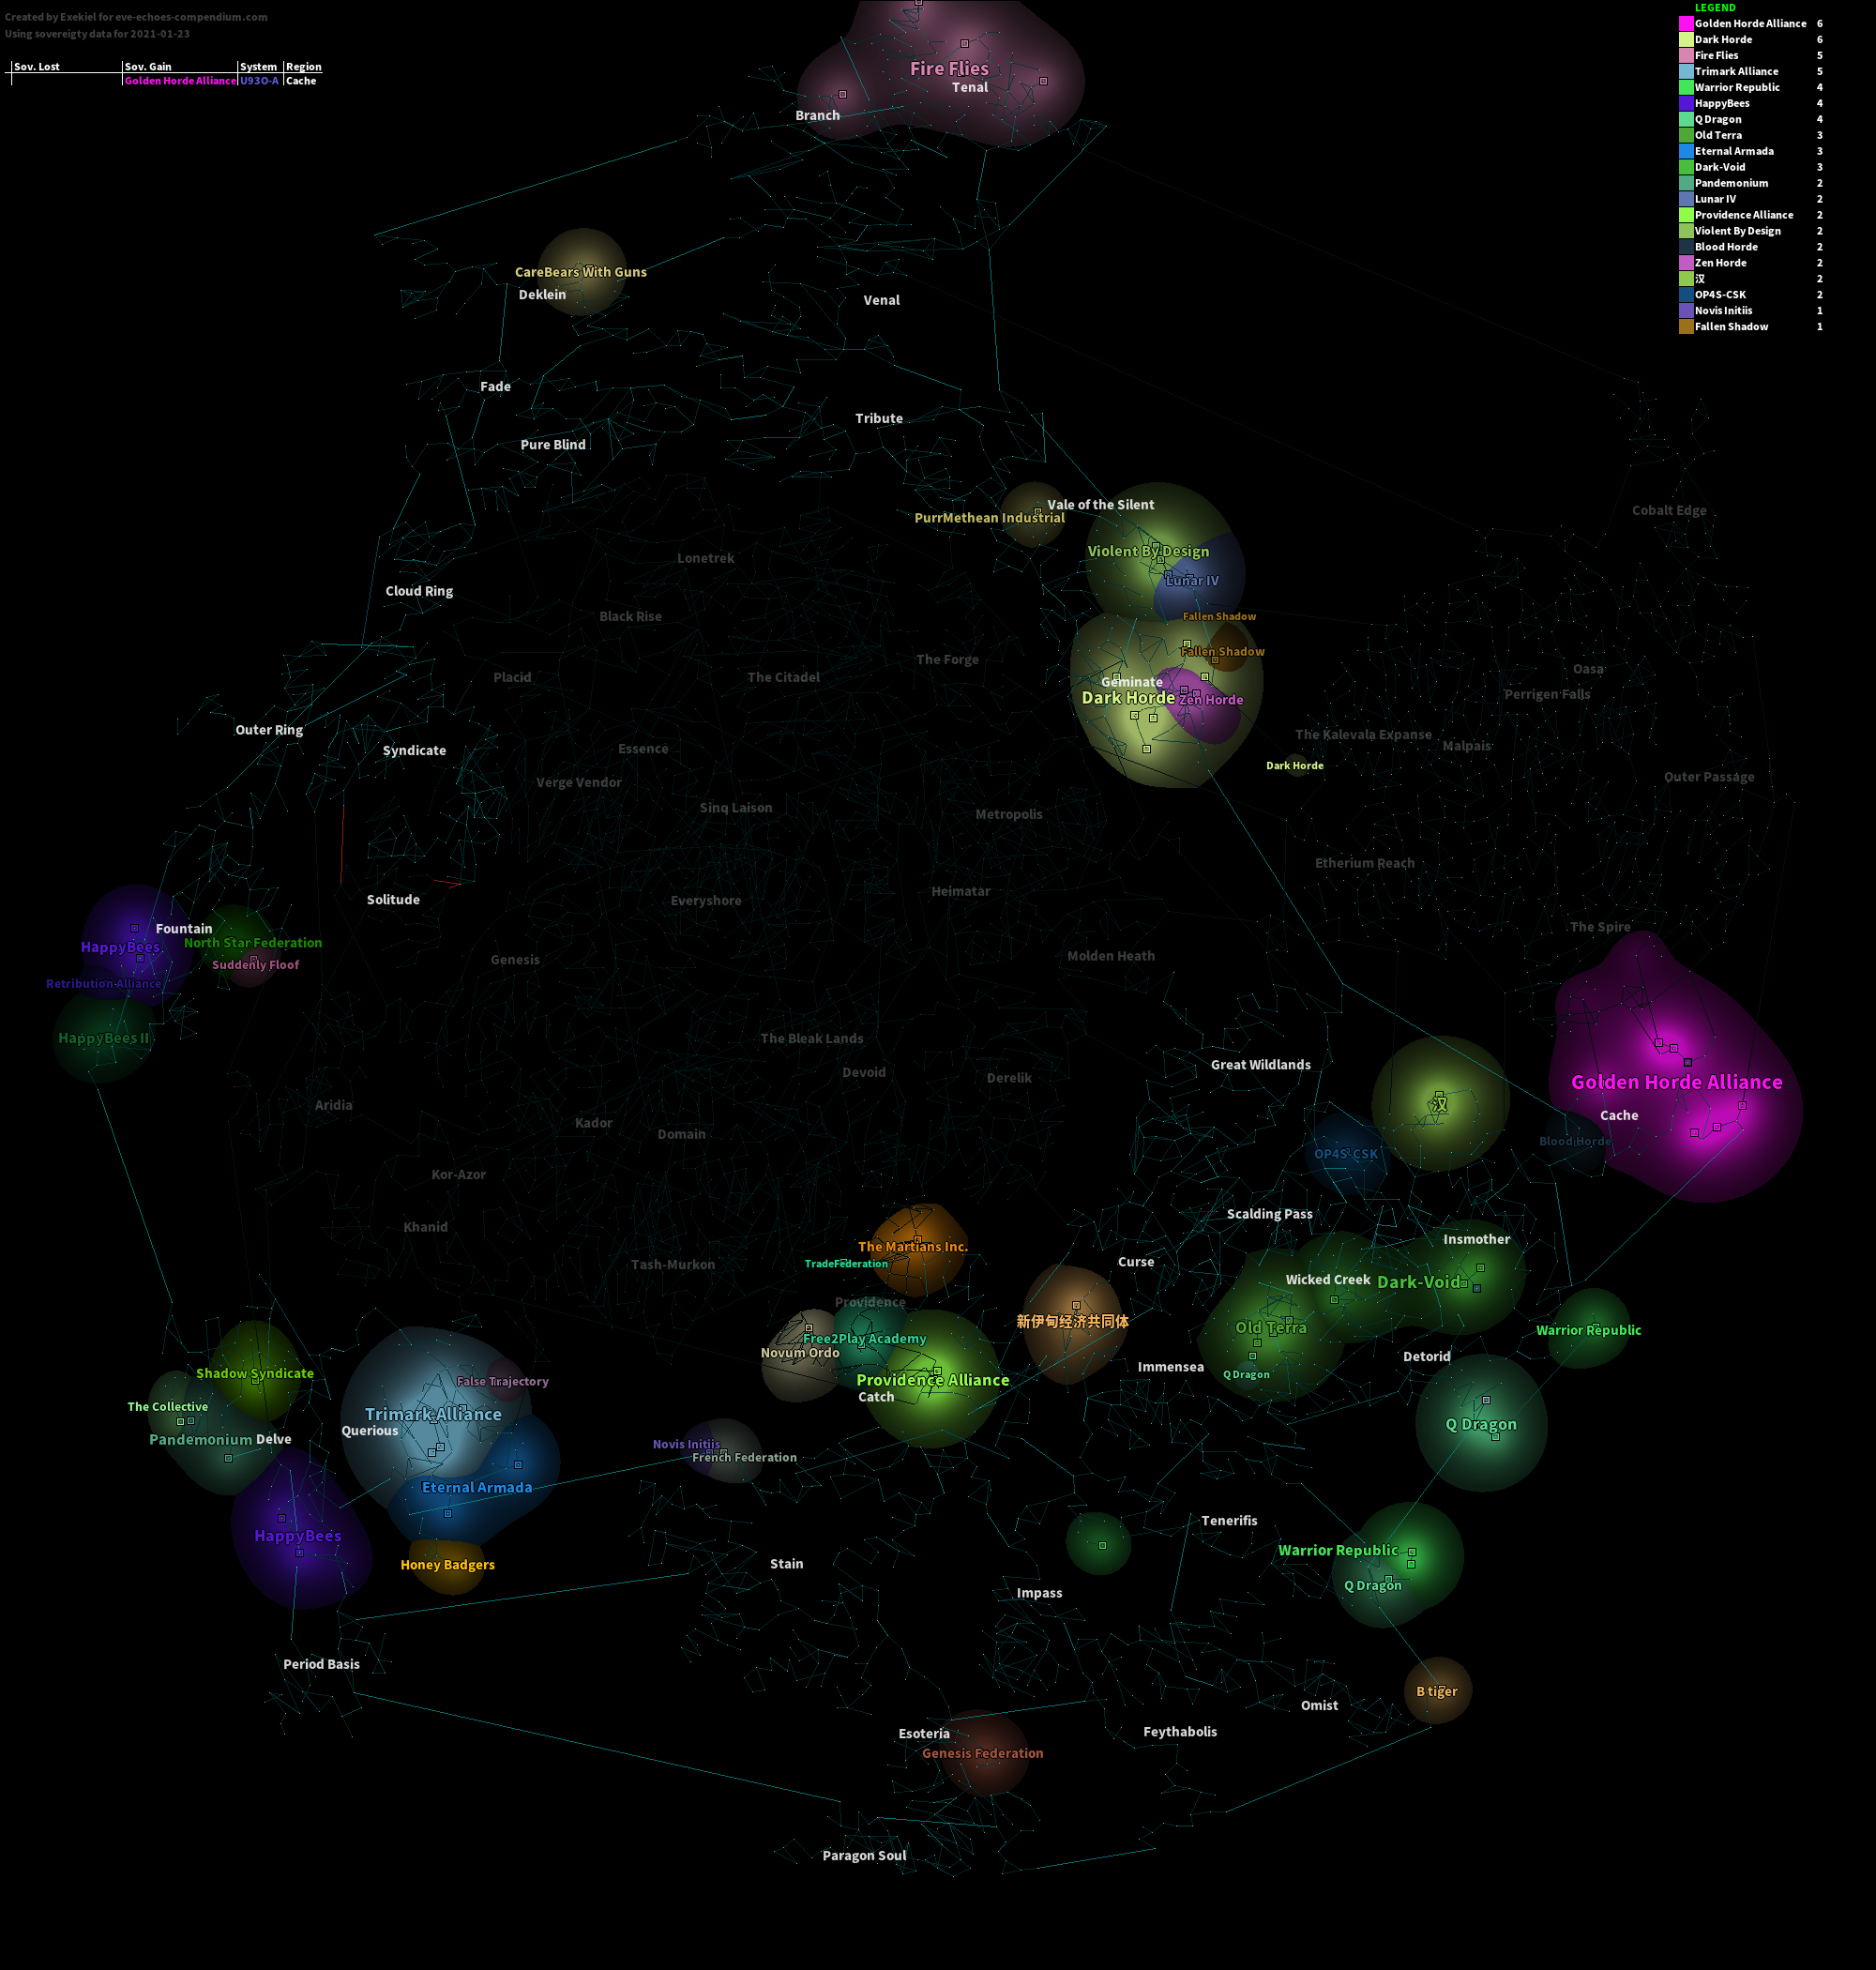 Created by Exekiel for eve-echoes-compendium.com
Using sovereigty data for 2021-01-23
Sov. Lost Sov. Gain System Region
Golden Horde Alliance U93O-A Cache
LEGEND
Golden Horde Alliance 6
Dark Horde 6
Fire Flies 5
Trimark Alliance 5
Warrior Republic 4
HappyBees 4
Q Dragon 4
Old Terra 3
Eternal Armada 3
Dark-Void 3
Pandemonium 2
Lunar IV 2
Providence Alliance 2
Violent By Design 2
Blood Horde 2
Zen Horde 2
汉 2
OP4S-CSK 2
Novis Initiis 1
Fallen Shadow 1
Fire Flies
Tenal
Branch
CareBears With Guns
Deklein
Venal
Fade
Tribute
Pure Blind
Vale of the Silent
PurrMethean Industrial
Cobalt Edge
Violent By Design
Lonetrek
Lunar IV
Cloud Ring
Black Rise
Fallen Shadow
Fallen Shadow
The Forge
Oasa
Placid
The Citadel
Geminate
Perrigen Falls
Dark Horde
Zen Horde
Outer Ring
The Kalevala Expanse
Syndicate
Essence
Malpais
Dark Horde
Outer Passage
Verge Vendor
Sinq Laison
Metropolis
Etherium Reach
Heimatar
Solitude
Everyshore
Fountain
The Spire
HappyBees
North Star Federation
Suddenly Floof
Genesis
Molden Heath
Retribution Alliance
HappyBees II
The Bleak Lands
Great Wildlands
Devoid
Derelik
Golden Horde Alliance
Aridia
汉
Cache
Kador
Domain
Blood Horde
OP4S-CSK
Kor-Azor
Scalding Pass
Khanid
Insmother
The Martians Inc.
TradeFederation
Tash-Murkon
Curse
Wicked Creek
Dark-Void
Providence
新伊甸经济共同体
Old Terra
Warrior Republic
Free2Play Academy
Novum Ordo
Detorid
Immensea
Shadow Syndicate
False Trajectory
Providence Alliance
Q Dragon
Catch
The Collective
Trimark Alliance
Querious
Q Dragon
Pandemonium
Delve
Novis Initiis
French Federation
Eternal Armada
Tenerifis
HappyBees
Warrior Republic
Honey Badgers
Stain
Q Dragon
Impass
Period Basis
B tiger
Omist
Esoteria
Feythabolis
Genesis Federation
Paragon Soul